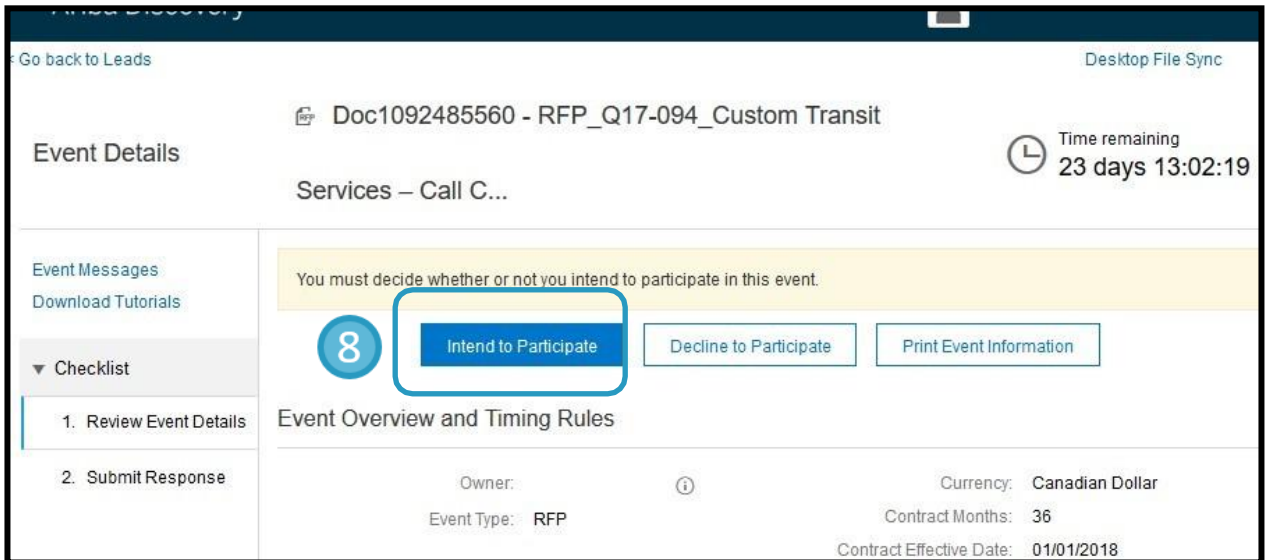 Ariba Discovery
< Go back to Leads
Desktop File Sync
Event Details
RFP
Doc1092485560 - RFP_Q17-094_Custom Transit
Services – Call C...
Time remaining
23 days 13:02:19
Event Messages
Download Tutorials
You must decide whether or not you intend to participate in this event.
8
Intend to Participate
Decline to Participate
Print Event Information
▼ Checklist
1. Review Event Details
2. Submit Response
Event Overview and Timing Rules
Owner:
Event Type: RFP
Currency: Canadian Dollar
Contract Months: 36
Contract Effective Date: 01/01/2018